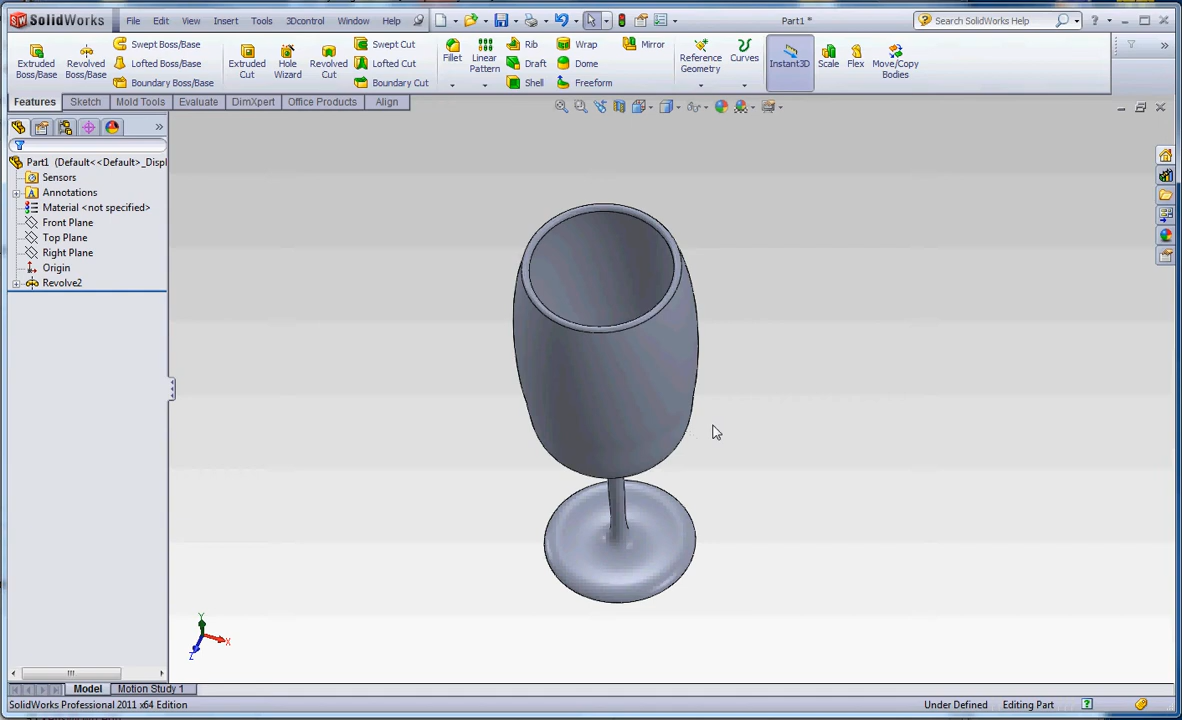 SolidWorks File Edit View Insert Tools 3Dcontrol Window Help Part1 * Search SolidWorks Help
Extruded Boss/Base
Revolved Boss/Base
Swept Boss/Base
Lofted Boss/Base
Boundary Boss/Base
Extruded Cut
Hole Wizard
Revolved Cut
Swept Cut
Lofted Cut
Boundary Cut
Fillet
Linear Pattern
Rib
Draft
Shell
Wrap
Dome
Freeform
Mirror
Reference Geometry
Curves
Instant3D
Scale
Flex
Move/Copy Bodies
Features Sketch Mold Tools Evaluate DimXpert Office Products Align
Part1 (Default<<Default>_Displ
Sensors
Annotations
Material <not specified>
Front Plane
Top Plane
Right Plane
Origin
Revolve2
Y
X
Z
Model Motion Study 1
SolidWorks Professional 2011 x64 Edition Under Defined Editing Part